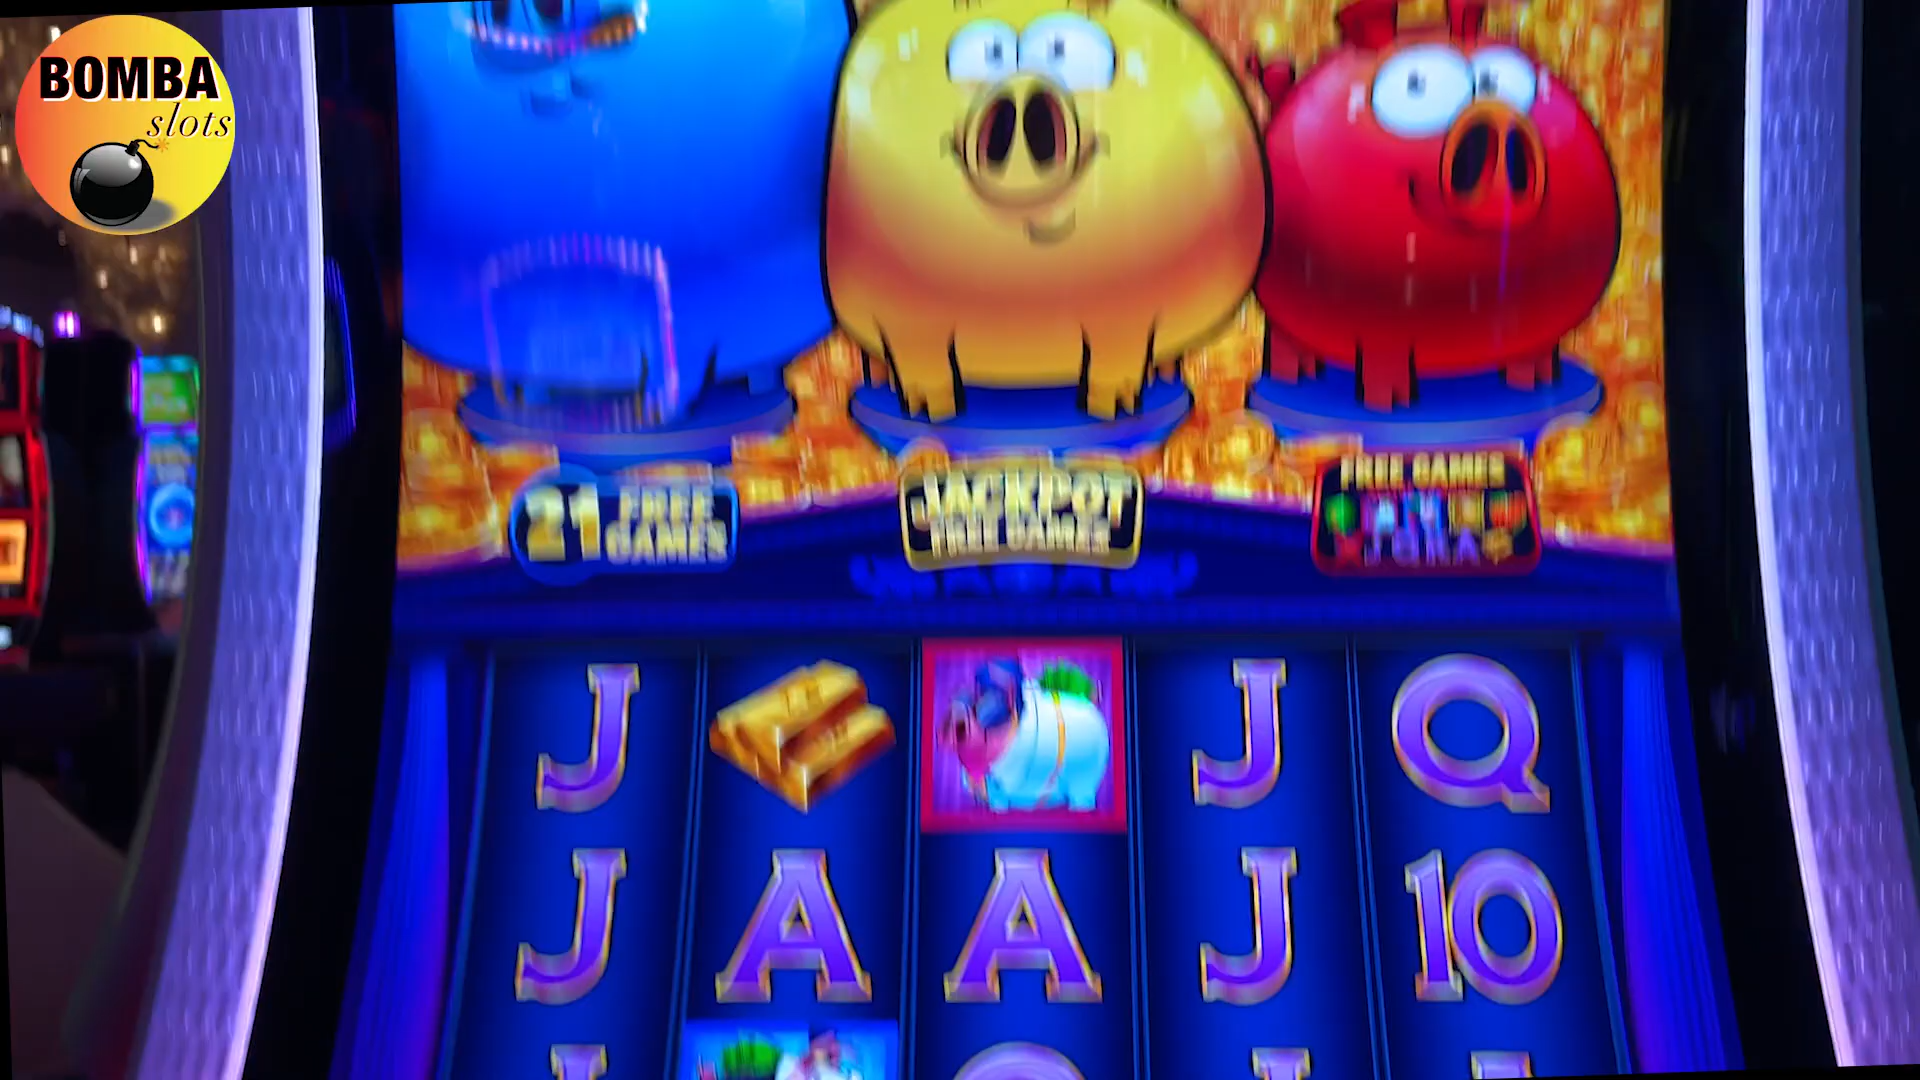 BOMBA
slots
21 FREE GAMES
JACKPOT
FREE GAMES
FREE GAMES
J Q K A
J J Q
J A A J 10